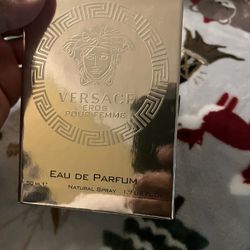 VERSACE
EROS
POUR FEMME
EAU DE PARFUM
NATURAL SPRAY